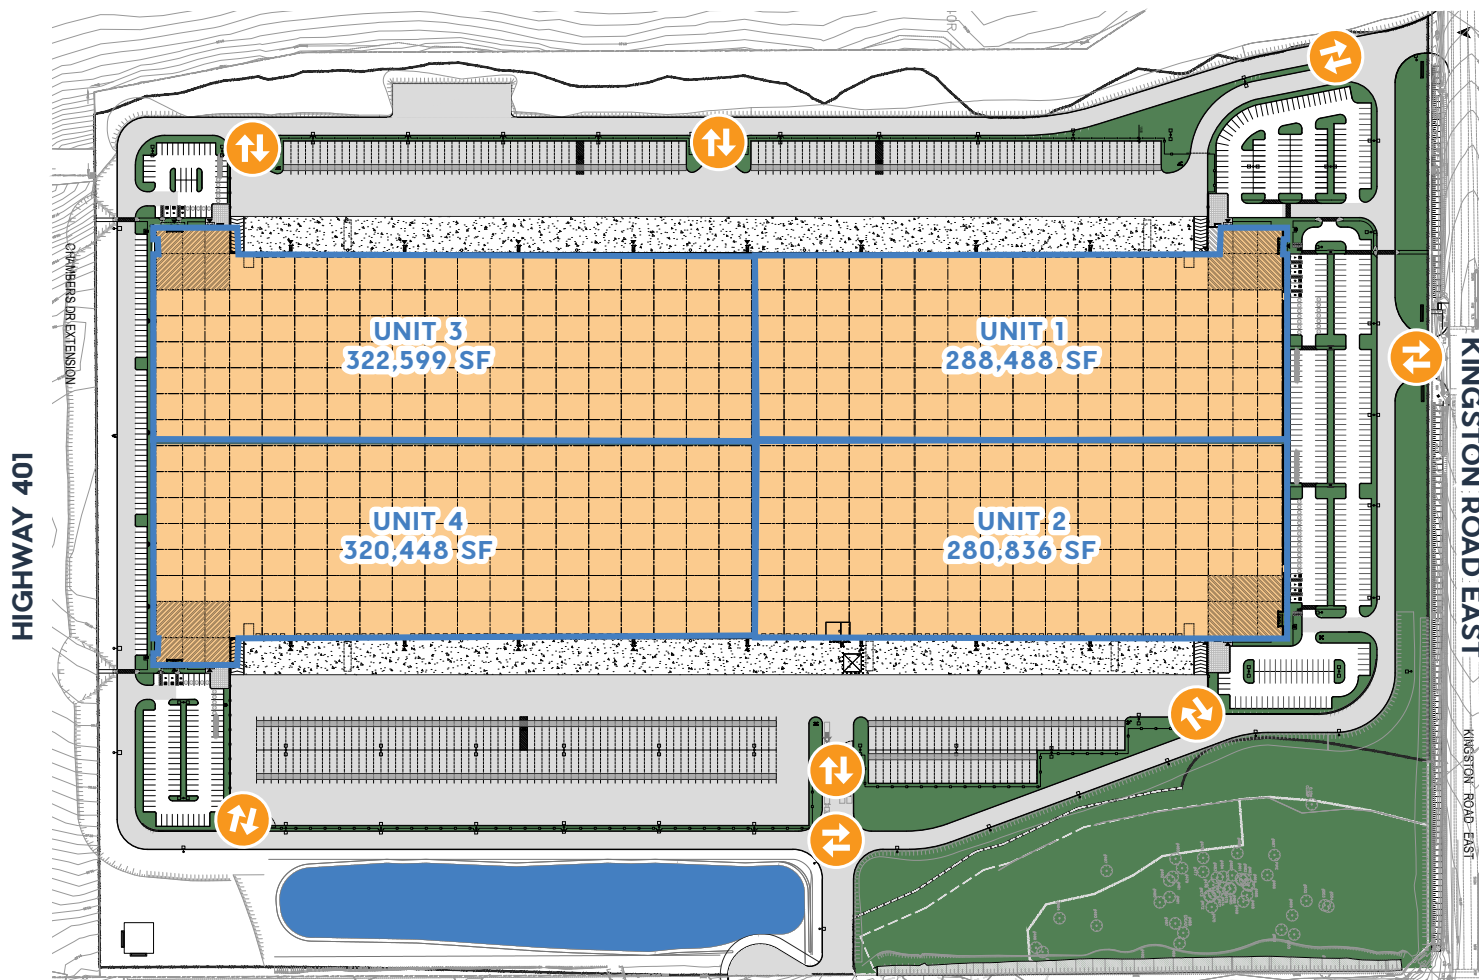 HIGHWAY 401
CHAMBERS DR. EXTENSION
UNIT 3
322,599 SF
UNIT 1
288,488 SF
UNIT 4
320,448 SF
UNIT 2
280,836 SF
KINGSTON ROAD EAST
KINGSTON ROAD EAST